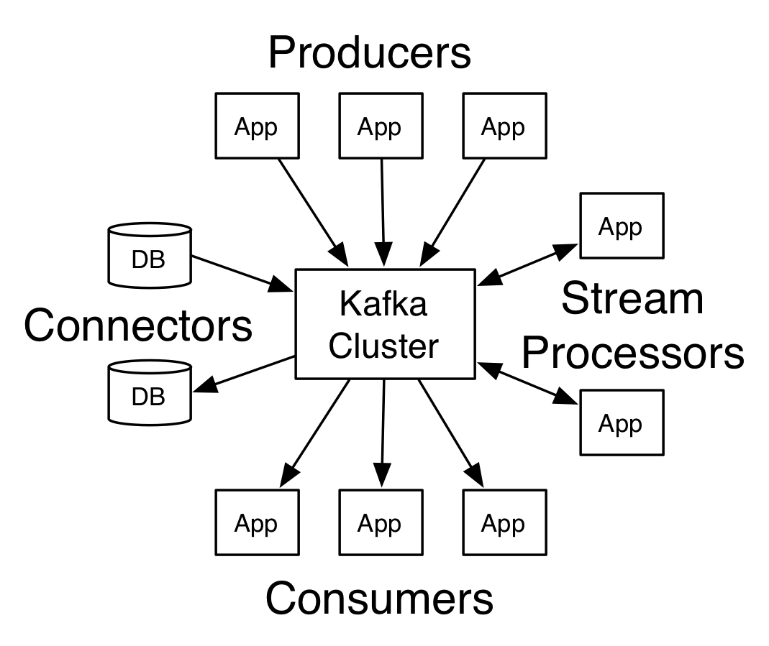 Producers
App
App
App
App
DB
Kafka
Cluster
Stream
Processors
Connectors
DB
App
App
App
App
Consumers